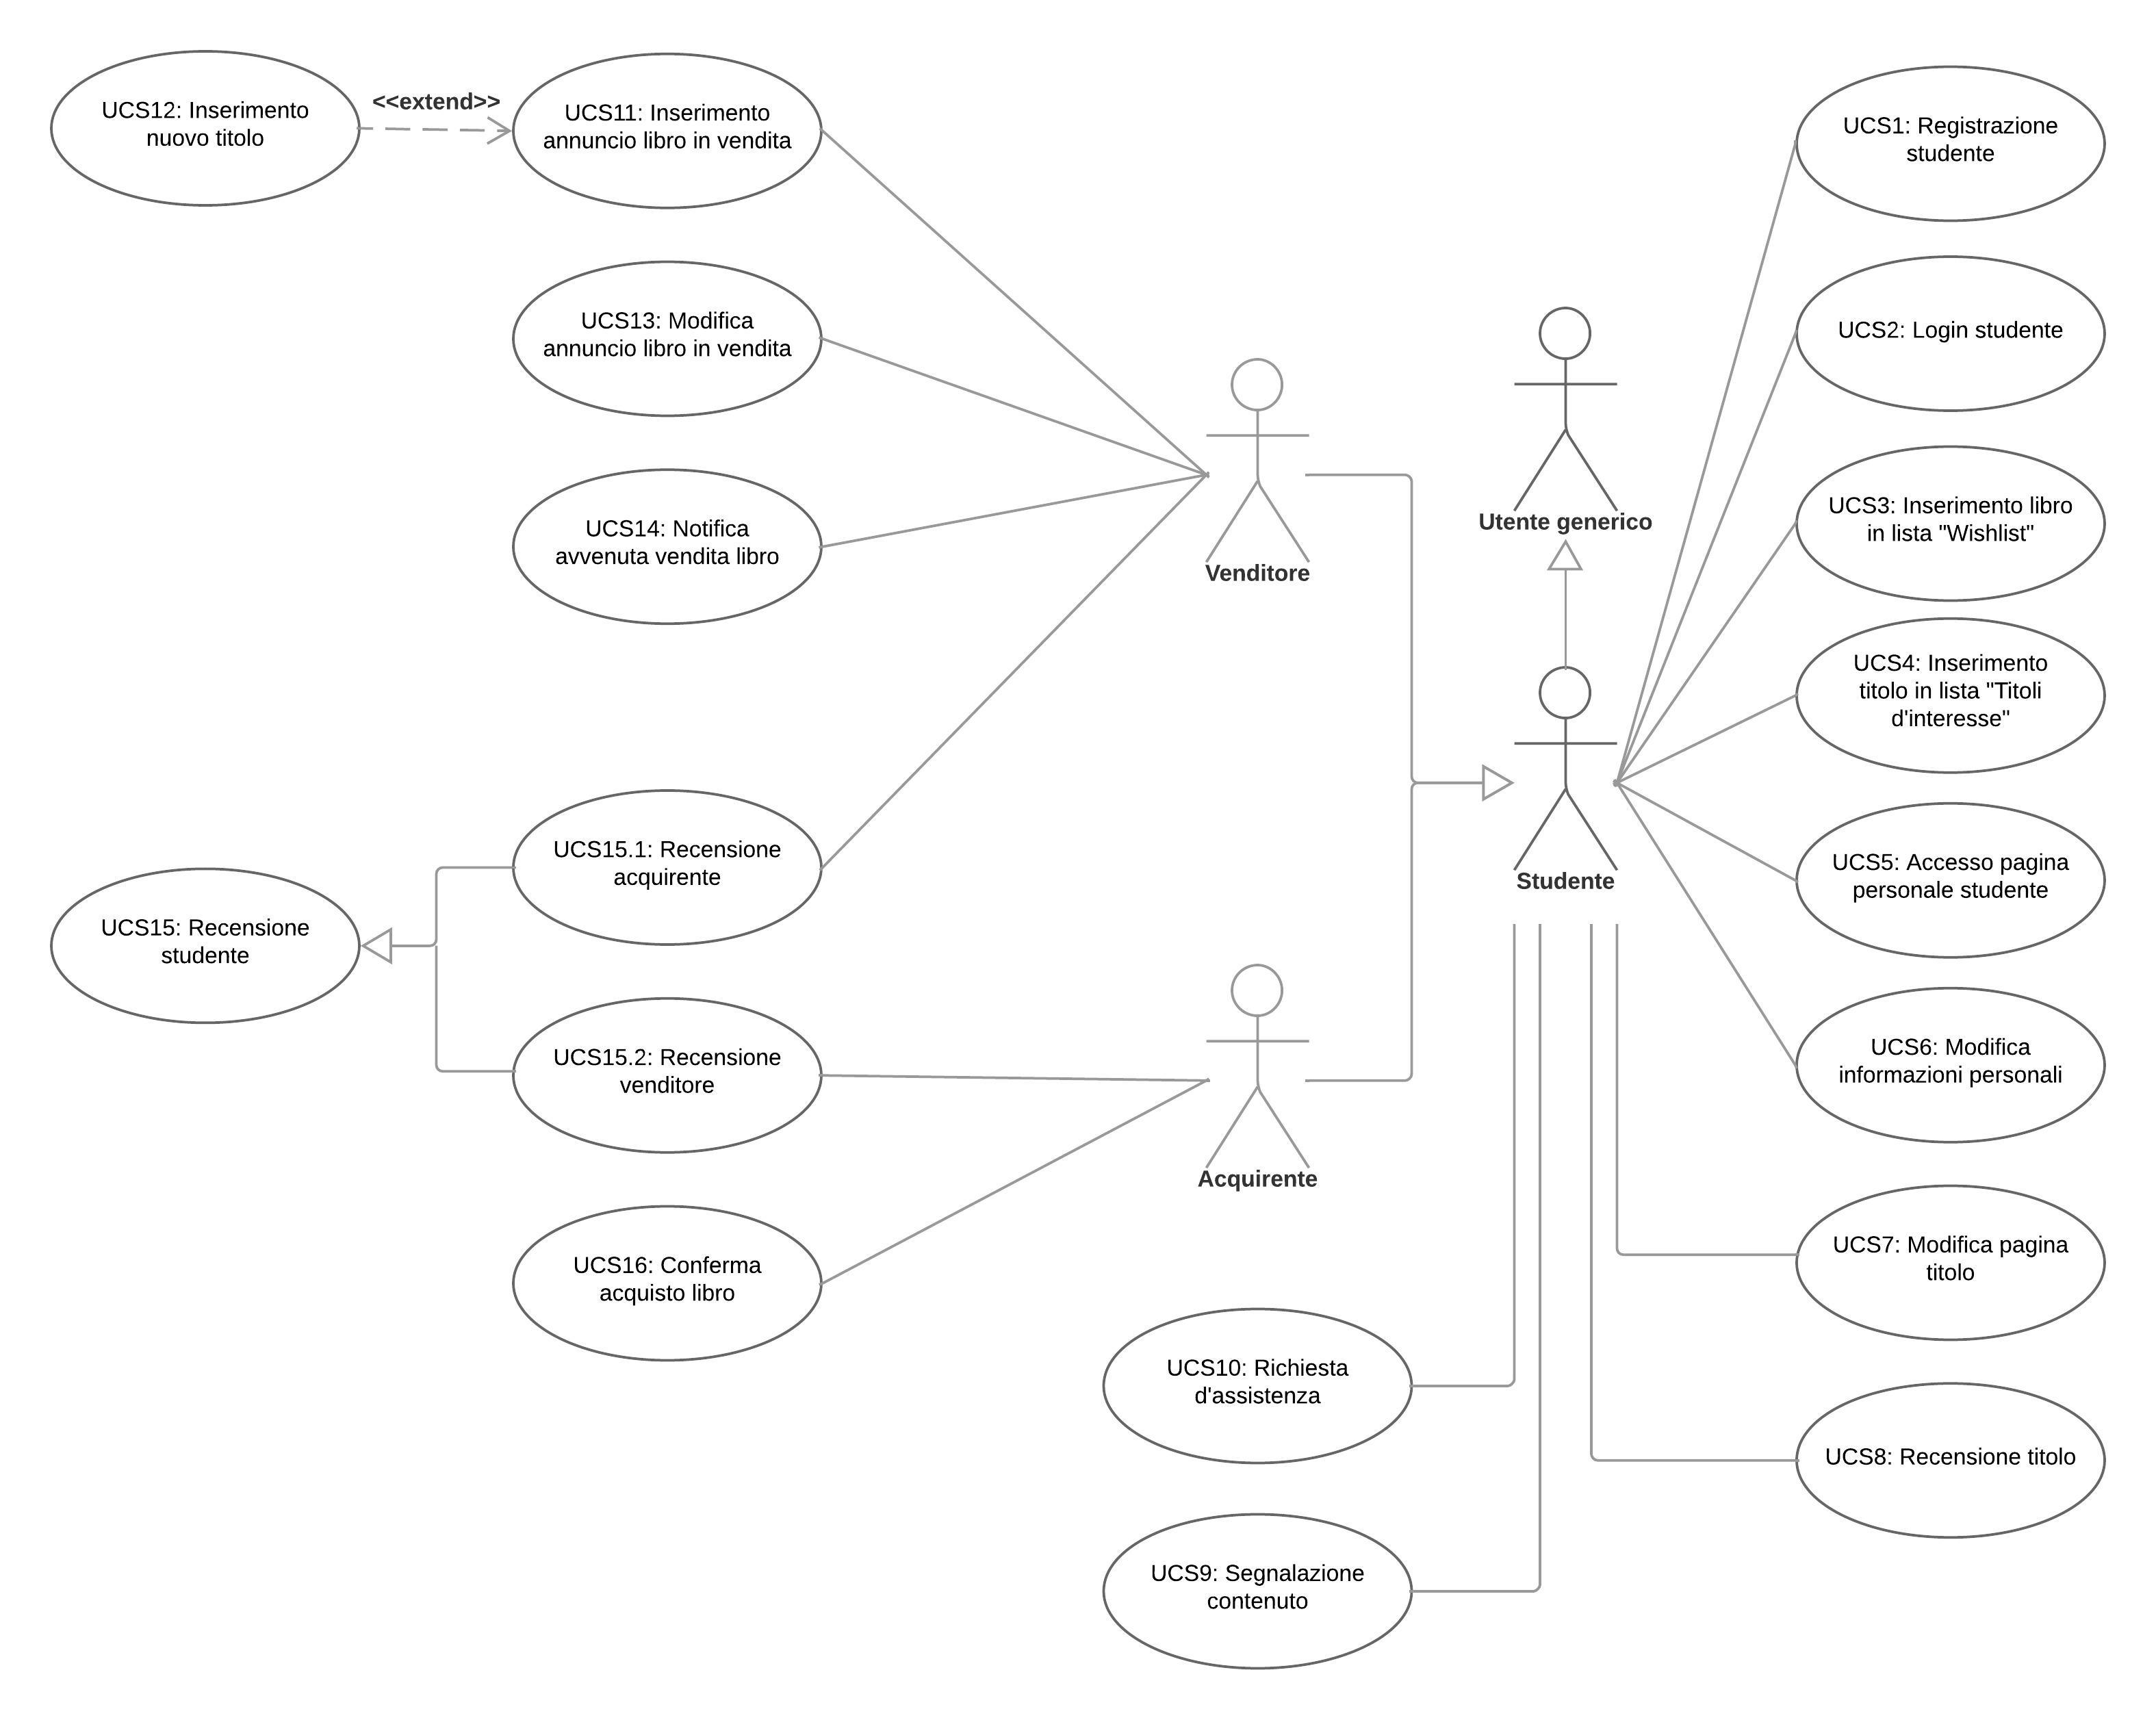 UCS12: Inserimento
nuovo titolo
<<extend>>
UCS11: Inserimento
annuncio libro in vendita
UCS13: Modifica
annuncio libro in vendita
UCS14: Notifica
avvenuta vendita libro
UCS15.1: Recensione
acquirente
UCS15: Recensione
studente
UCS15.2: Recensione
venditore
UCS16: Conferma
acquisto libro
Venditore
Acquirente
Utente generico
Studente
UCS1: Registrazione
studente
UCS2: Login studente
UCS3: Inserimento libro
in lista "Wishlist"
UCS4: Inserimento
titolo in lista "Titoli
d'interesse"
UCS5: Accesso pagina
personale studente
UCS6: Modifica
informazioni personali
UCS7: Modifica pagina
titolo
UCS8: Recensione titolo
UCS10: Richiesta
d'assistenza
UCS9: Segnalazione
contenuto